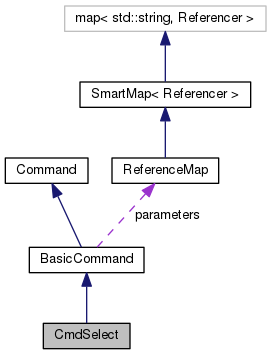 map< std::string, Referencer >
SmartMap< Referencer >
Command
ReferenceMap
parameters
BasicCommand
CmdSelect